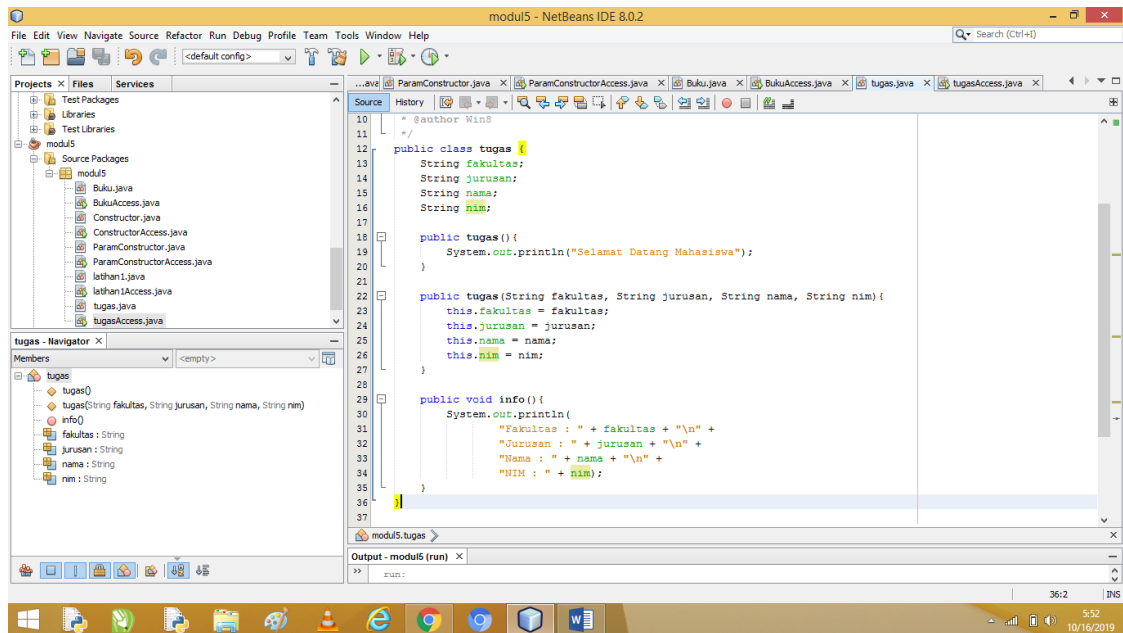 modul5 - NetBeans IDE 8.0.2
File Edit View Navigate Source Refactor Run Debug Profile Team Tools Window Help
Search (Ctrl+I)
<default config>
Projects Files Services
Test Packages
Libraries
Test Libraries
modul5
Source Packages
modul5
Buku.java
BukuAccess.java
Constructor.java
ConstructorAccess.java
ParamConstructor.java
ParamConstructorAccess.java
latihan1.java
latihan1Access.java
tugas.java
tugasAccess.java
tugas - Navigator
Members <empty>
tugas
tugas()
tugas(String fakultas, String jurusan, String nama, String nim)
info()
fakultas : String
jurusan : String
nama : String
nim : String
...ava ParamConstructor.java ParamConstructorAccess.java Buku.java BukuAccess.java tugas.java tugasAccess.java
Source History
10 * @author Win8
11 */
12 public class tugas {
13 String fakultas;
14 String jurusan;
15 String nama;
16 String nim;
17
18 public tugas(){
19 System.out.println("Selamat Datang Mahasiswa");
20 }
21
22 public tugas(String fakultas, String jurusan, String nama, String nim){
23 this.fakultas = fakultas;
24 this.jurusan = jurusan;
25 this.nama = nama;
26 this.nim = nim;
27 }
28
29 public void info(){
30 System.out.println(
31 "Fakultas : " + fakultas + "\n" +
32 "Jurusan : " + jurusan + "\n" +
33 "Nama : " + nama + "\n" +
34 "NIM : " + nim);
35 }
36 }
37
modul5.tugas
Output - modul5 (run)
run:
36:2 INS
5:52
10/16/2019